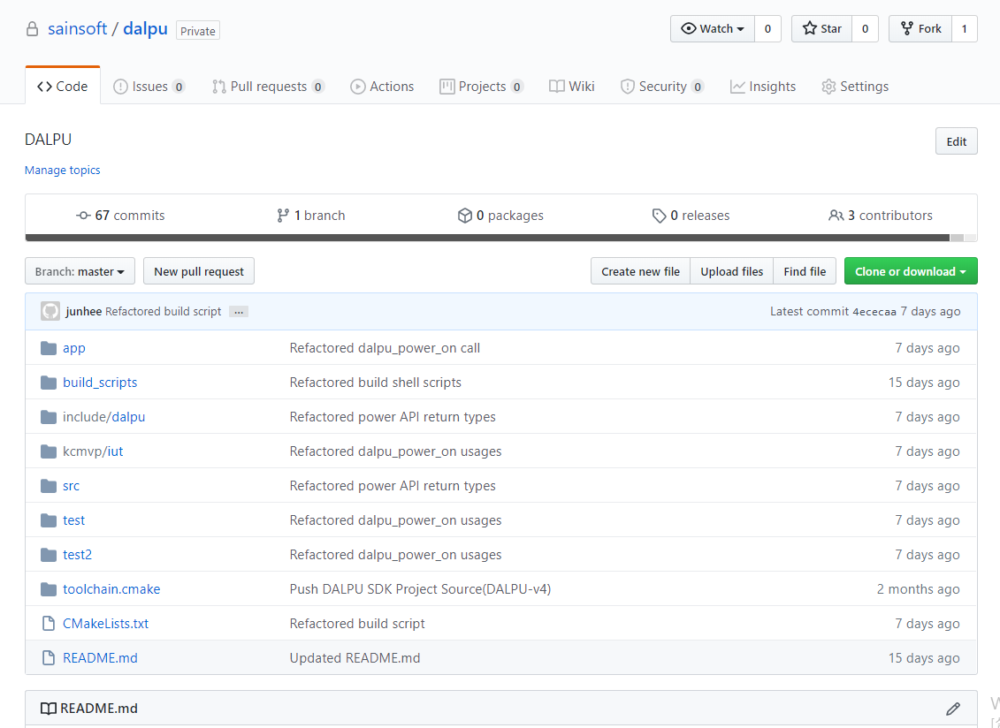 sainsoft / dalpu Private Watch 0 Star 0 Fork 1
Code Issues 0 Pull requests 0 Actions Projects 0 Wiki Security 0 Insights Settings
DALPU Edit
Manage topics
67 commits 1 branch 0 packages 0 releases 3 contributors
Branch: master New pull request Create new file Upload files Find file Clone or download
junhee Refactored build script ... Latest commit 4ececaa 7 days ago
app Refactored dalpu_power_on call 7 days ago
build_scripts Refactored build shell scripts 15 days ago
include/dalpu Refactored power API return types 7 days ago
kcmvp/iut Refactored dalpu_power_on usages 7 days ago
src Refactored power API return types 7 days ago
test Refactored dalpu_power_on usages 7 days ago
test2 Refactored dalpu_power_on usages 7 days ago
toolchain.cmake Push DALPU SDK Project Source(DALPU-v4) 2 months ago
CMakeLists.txt Refactored build script 7 days ago
README.md Updated README.md 15 days ago
README.md